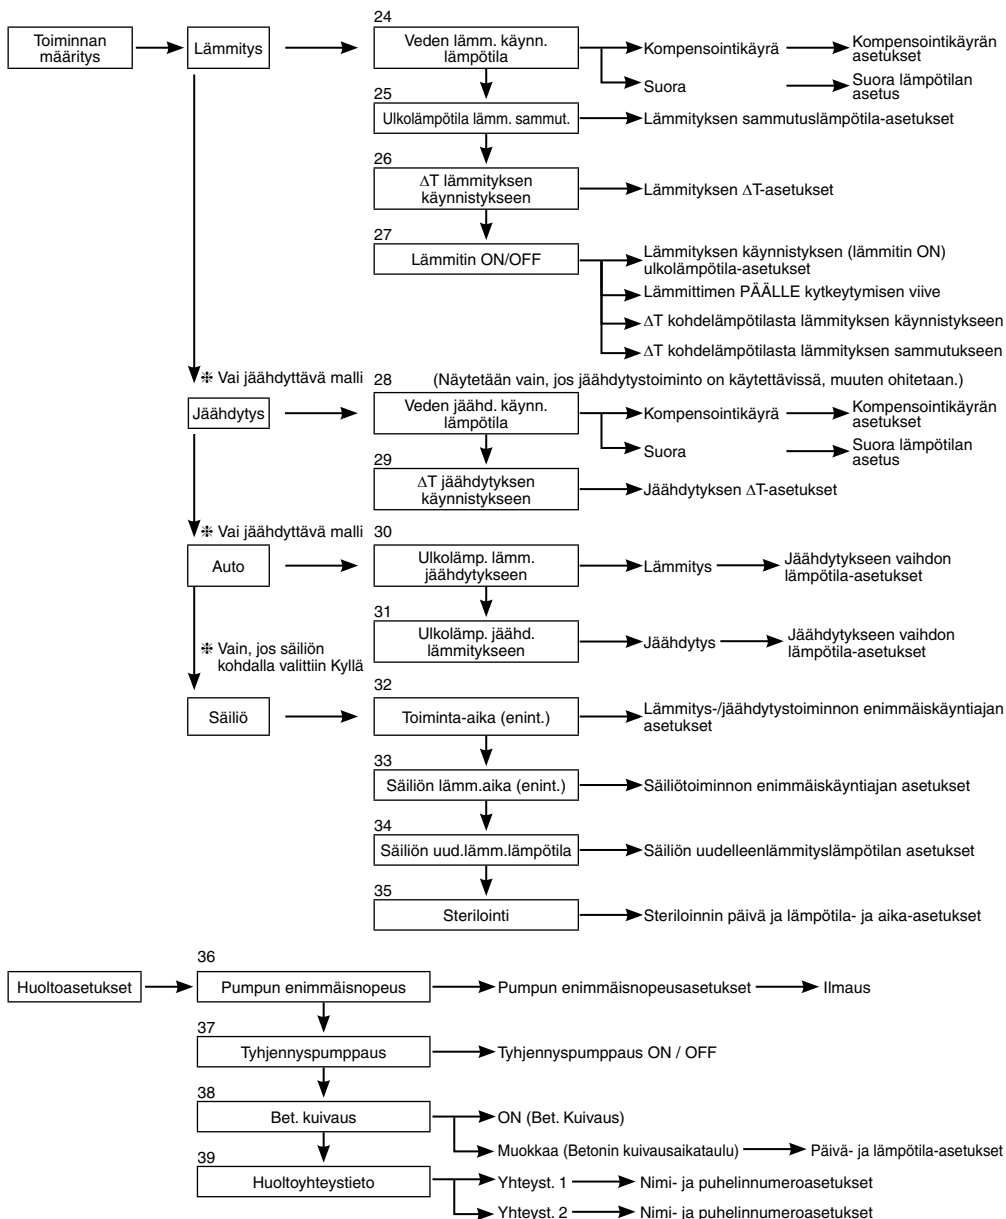 24
Toiminnan
määritys
Lämmitys
Veden lämm. käynn.
lämpötila
Kompensointikäyrä
Kompensointikäyrän
asetukset
Suora
Suora lämpötilan
asetus
25
Ulkolämpötila lämm. sammut.
Lämmityksen sammutuslämpötila-asetukset
26
ΔT lämmityksen
käynnistykseen
Lämmityksen ΔT-asetukset
27
Lämmitin ON/OFF
Lämmityksen käynnistyksen (lämmitin ON)
ulkolämpötila-asetukset
Lämmittimen PÄÄLLE kytkeytymisen viive
ΔT kohdelämpötilasta lämmityksen käynnistykseen
ΔT kohdelämpötilasta lämmityksen sammutukseen
❉ Vai jäähdyttävä malli
28
(Näytetään vain, jos jäähdytystoiminto on käytettävissä, muuten ohitetaan.)
Jäähdytys
Veden jäähd. käynn.
lämpötila
Kompensointikäyrä
Kompensointikäyrän
asetukset
Suora
Suora lämpötilan
asetus
29
ΔT jäähdytyksen
käynnistykseen
Jäähdytyksen ΔT-asetukset
❉ Vai jäähdyttävä malli
30
Auto
Ulkolämp. lämm.
jäähdytykseen
Lämmitys
Jäähdytykseen vaihdon
lämpötila-asetukset
31
Ulkolämp. jäähd.
lämmitykseen
Jäähdytys
Jäähdytykseen vaihdon
lämpötila-asetukset
❉ Vain, jos säiliön
kohdalla valittiin Kyllä
32
Säiliö
Toiminta-aika (enint.)
Lämmitys-/jäähdytystoiminnon enimmäiskäyntiajan
asetukset
33
Säiliön lämm.aika (enint.)
Säiliötoiminnon enimmäiskäyntiajan asetukset
34
Säiliön uud.lämm.lämpötila
Säiliön uudelleenlämmityslämpötilan asetukset
35
Sterilointi
Steriloinnin päivä ja lämpötila- ja aika-asetukset
36
Huoltoasetukset
Pumpun enimmäisnopeus
Pumpun enimmäisnopeusasetukset
Ilmaus
37
Tyhjennyspumppaus
Tyhjennyspumppaus ON / OFF
38
Bet. kuivaus
ON (Bet. Kuivaus)
Muokkaa (Betonin kuivausaikataulu)
Päivä- ja lämpötila-asetukset
39
Huoltoyhteystieto
Yhteyst. 1
Nimi- ja puhelinnumeroasetukset
Yhteyst. 2
Nimi- ja puhelinnumeroasetukset